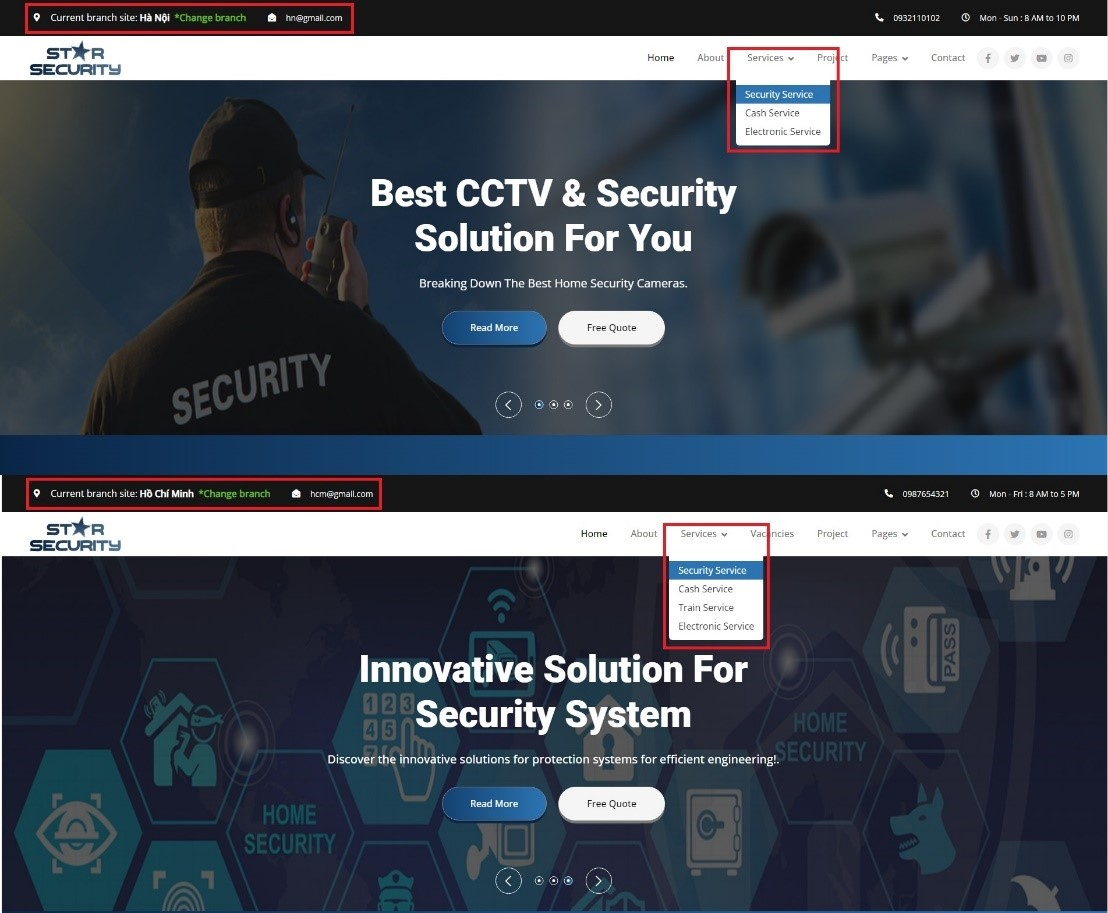 Current branch site: Hà Nội *Change branch hn@gmail.com 0932110102 Mon - Sun : 8 AM to 10 PM
STAR
SECURITY
Home About Services Project Pages Contact
Security Service
Cash Service
Electronic Service
Best CCTV & Security
Solution For You
Breaking Down The Best Home Security Cameras.
Read More Free Quote
SECURITY
Current branch site: Hồ Chí Minh *Change branch hcm@gmail.com 0987654321 Mon - Fri : 8 AM to 5 PM
STAR
SECURITY
Home About Services Vacancies Project Pages Contact
Security Service
Cash Service
Train Service
Electronic Service
PASS
Innovative Solution For
Security System
1 2 3
4 5
HOME
SECURITY
Discover the innovative solutions for protection systems for efficient engineering!.
Read More Free Quote
HOME
SECURITY